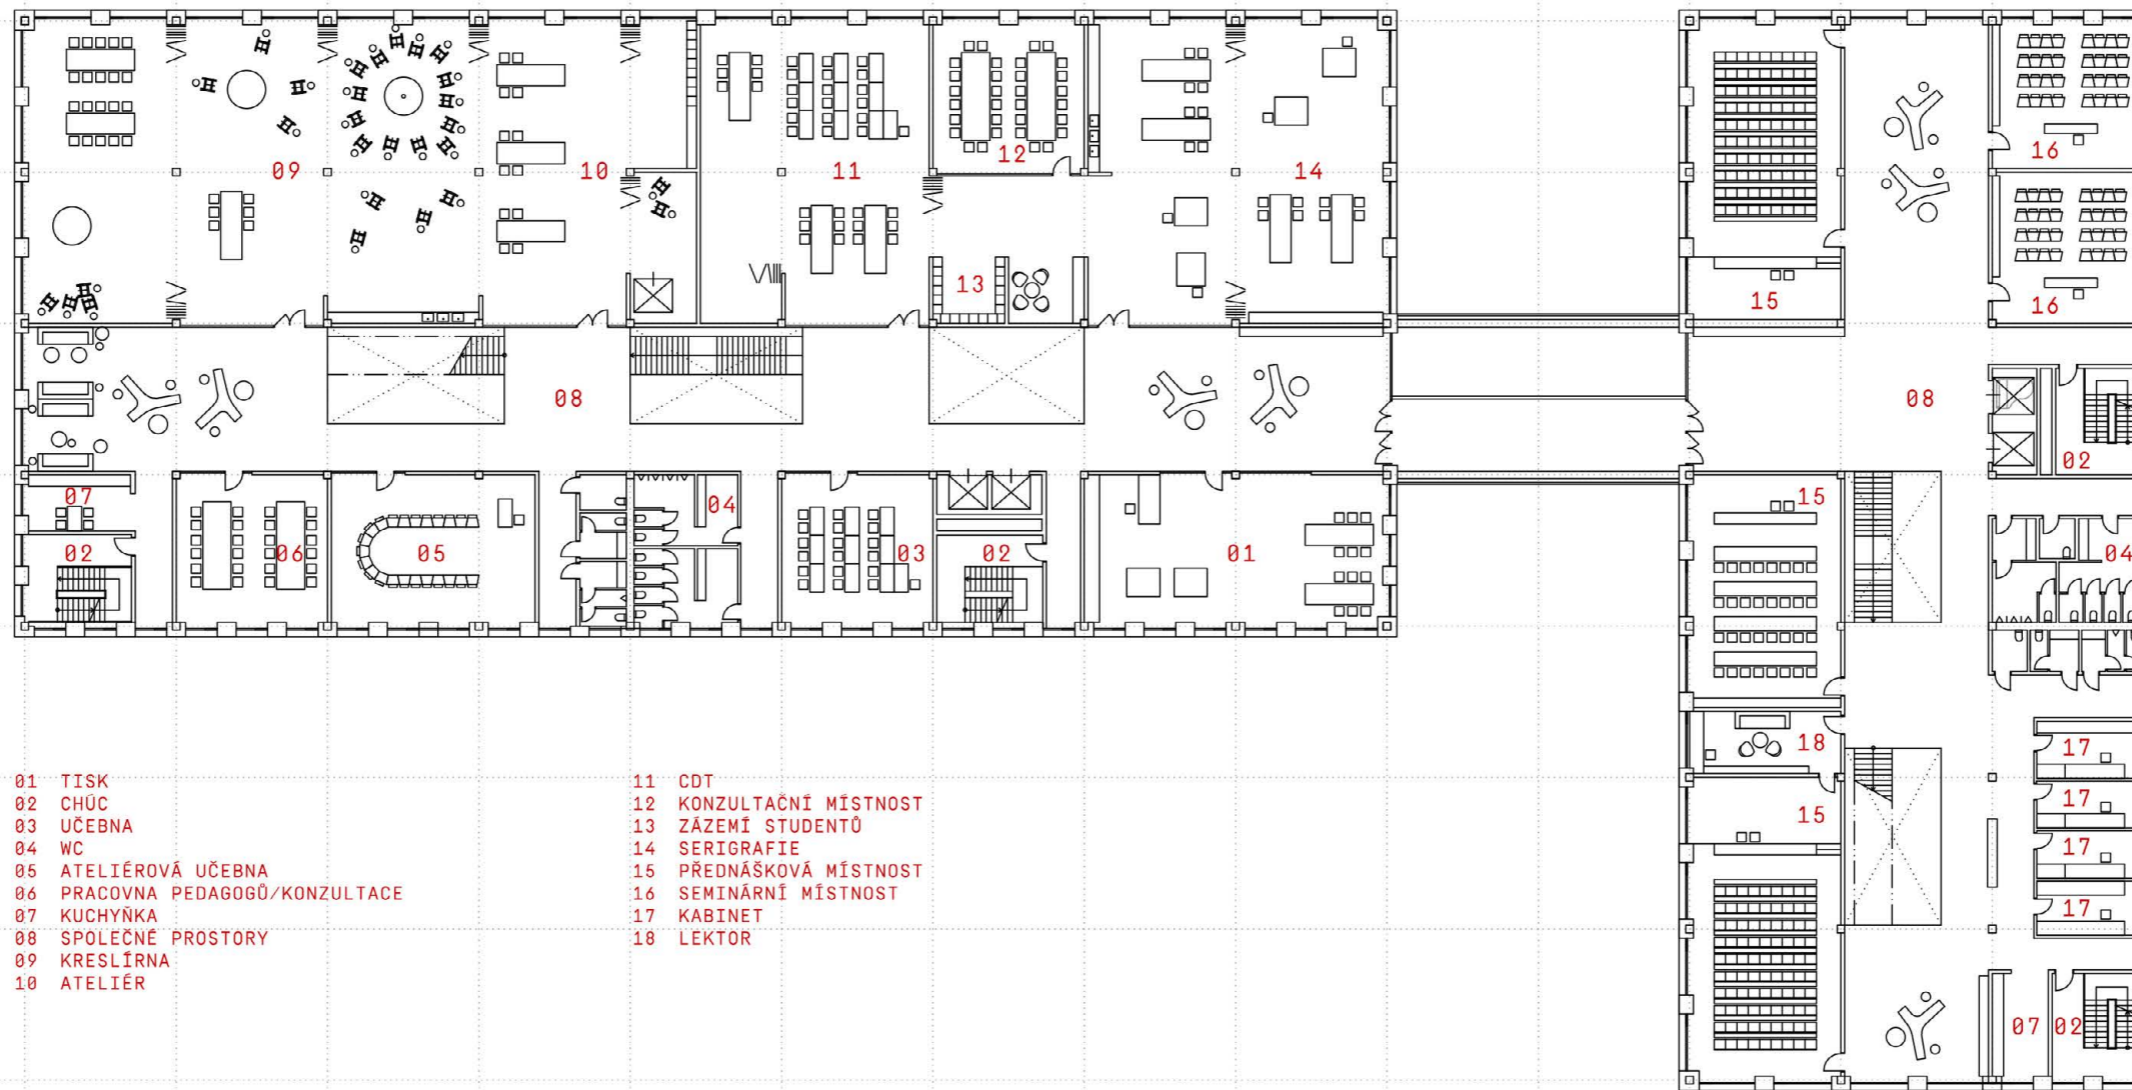 12
16
09
10
11
14
13
15
16
08
08
02
07
15
04
02
06
05
03
02
01
04
18
17
17
15
17
17
07
02
01 TISK
02 CHÚC
03 UČEBNA
04 WC
05 ATELIÉROVÁ UČEBNA
06 PRACOVNA PEDAGOGŮ/KONZULTACE
07 KUCHYŇKA
08 SPOLEČNÉ PROSTORY
09 KRESLÍRNA
10 ATELIÉR
11 CDT
12 KONZULTAČNÍ MÍSTNOST
13 ZÁZEMÍ STUDENTŮ
14 SERIGRAFIE
15 PŘEDNÁŠKOVÁ MÍSTNOST
16 SEMINÁRNÍ MÍSTNOST
17 KABINET
18 LEKTOR